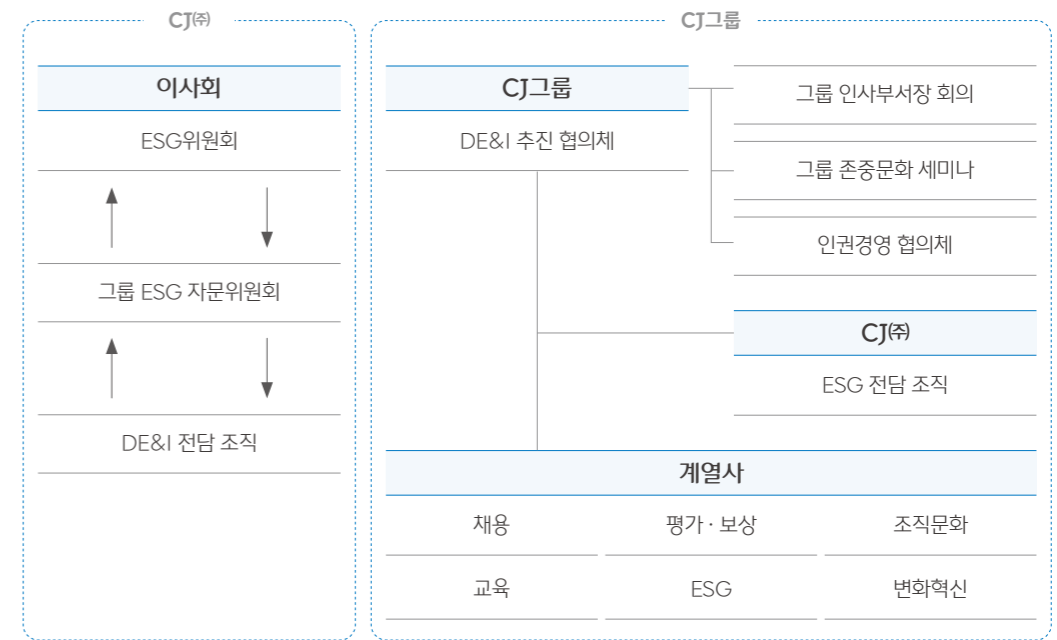 CJ㈜
이사회
ESG위원회
그룹 ESG 자문위원회
DE&I 전담 조직
CJ그룹
CJ그룹
DE&I 추진 협의체
그룹 인사부서장 회의
그룹 존중문화 세미나
인권경영 협의체
CJ㈜
ESG 전담 조직
계열사
채용
평가 · 보상
조직문화
교육
ESG
변화혁신